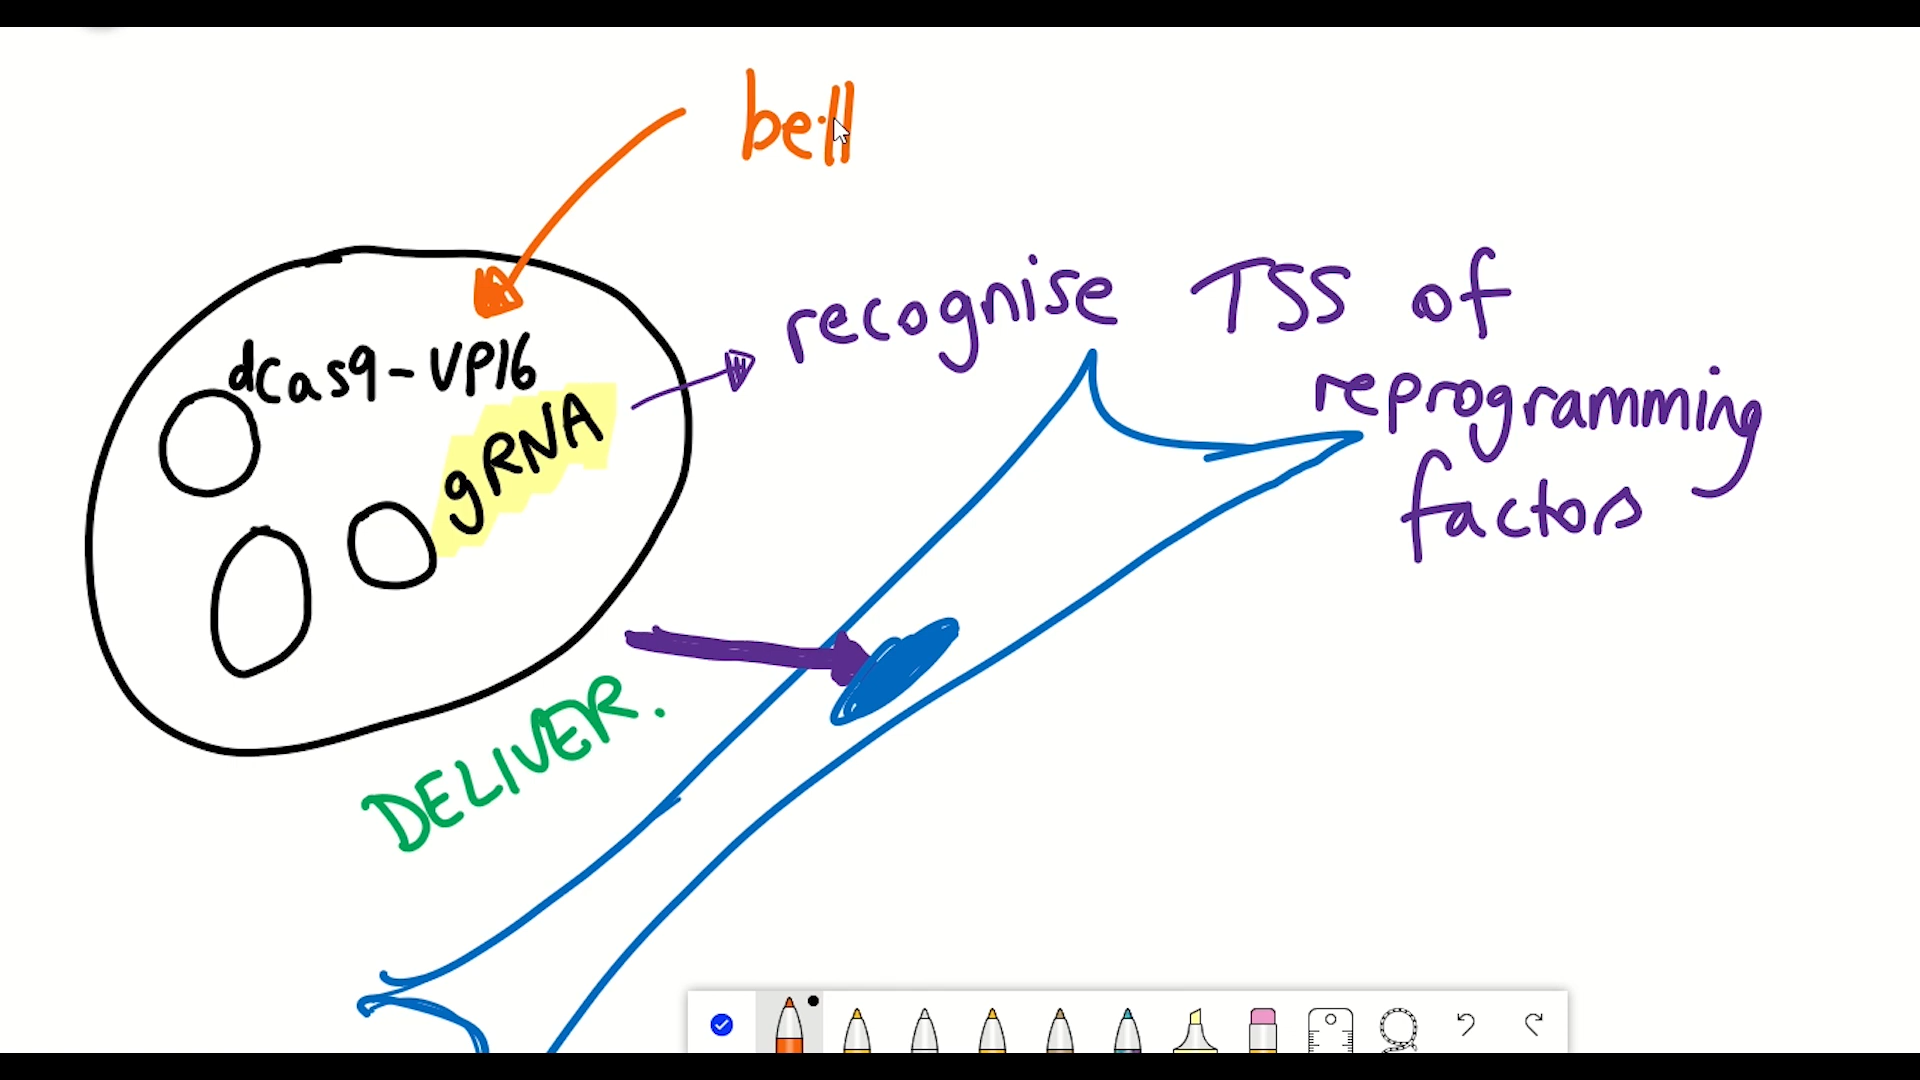 bell
dCas9-VP16
gRNA
recognise TSS of
reprogramming
factors
DELIVER.